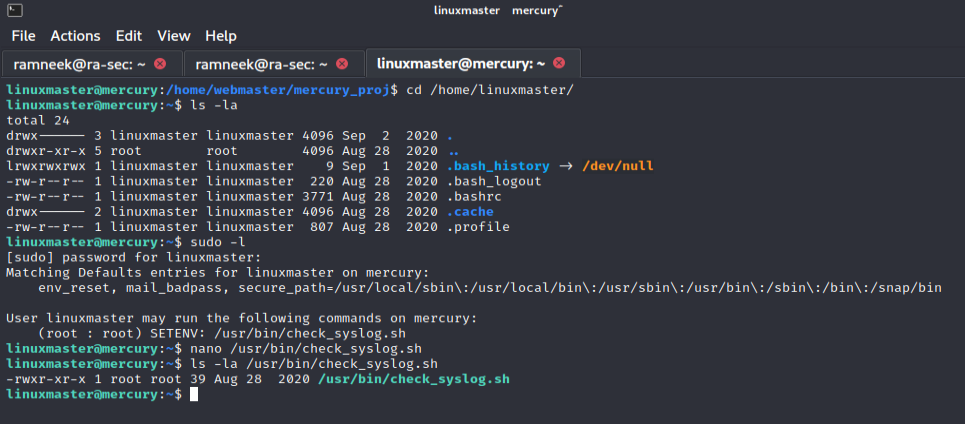 linuxmaster mercury~
File Actions Edit View Help
ramneek@ra-sec: ~ ramneek@ra-sec: ~ linuxmaster@mercury: ~
linuxmaster@mercury:/home/webmaster/mercury_proj$ cd /home/linuxmaster/
linuxmaster@mercury:~$ ls -la
total 24
drwx------ 3 linuxmaster linuxmaster 4096 Sep  2  2020 .
drwxr-xr-x 5 root        root        4096 Aug 28  2020 ..
lrwxrwxrwx 1 linuxmaster linuxmaster    9 Sep  1  2020 .bash_history -> /dev/null
-rw-r--r-- 1 linuxmaster linuxmaster  220 Aug 28  2020 .bash_logout
-rw-r--r-- 1 linuxmaster linuxmaster 3771 Aug 28  2020 .bashrc
drwx------ 2 linuxmaster linuxmaster 4096 Aug 28  2020 .cache
-rw-r--r-- 1 linuxmaster linuxmaster  807 Aug 28  2020 .profile
linuxmaster@mercury:~$ sudo -l
[sudo] password for linuxmaster:
Matching Defaults entries for linuxmaster on mercury:
    env_reset, mail_badpass, secure_path=/usr/local/sbin\:/usr/local/bin\:/usr/sbin\:/usr/bin\:/sbin\:/bin\:/snap/bin
User linuxmaster may run the following commands on mercury:
    (root : root) SETENV: /usr/bin/check_syslog.sh
linuxmaster@mercury:~$ nano /usr/bin/check_syslog.sh
linuxmaster@mercury:~$ ls -la /usr/bin/check_syslog.sh
-rwxr-xr-x 1 root root 39 Aug 28  2020 /usr/bin/check_syslog.sh
linuxmaster@mercury:~$